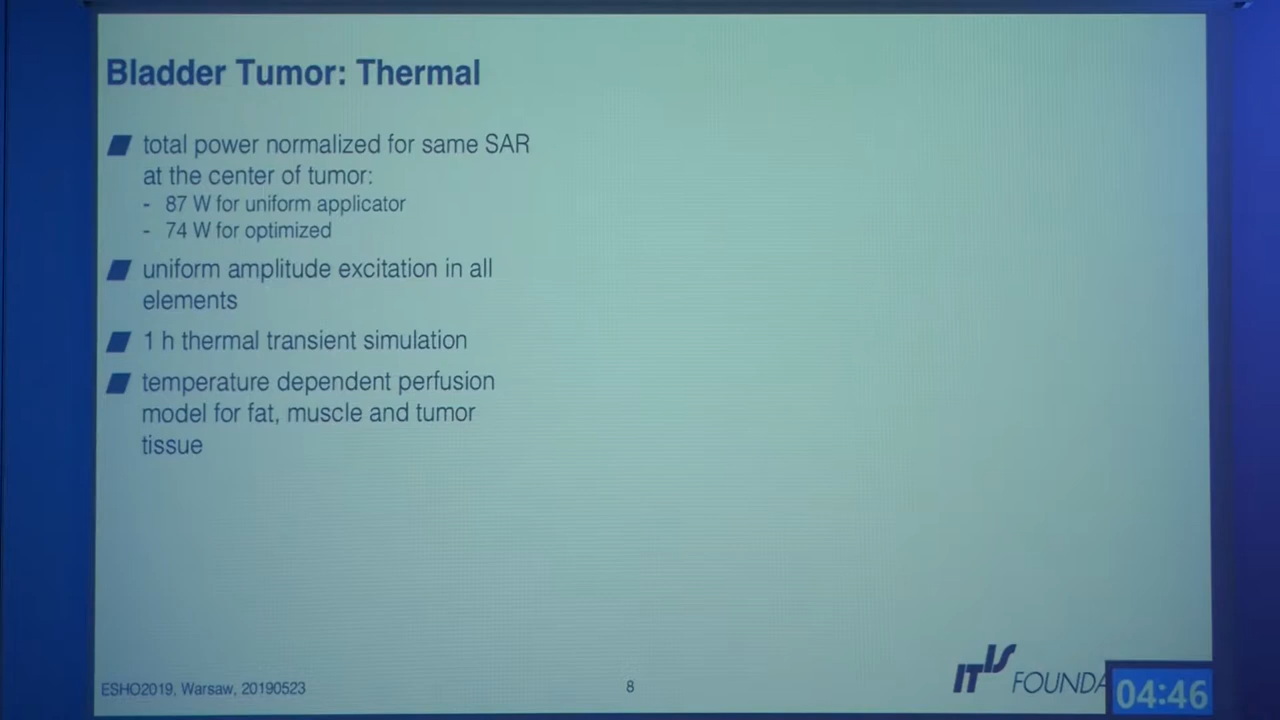 Bladder Tumor: Thermal
total power normalized for same SAR
at the center of tumor:
- 87 W for uniform applicator
- 74 W for optimized
uniform amplitude excitation in all
elements
1 h thermal transient simulation
temperature dependent perfusion
model for fat, muscle and tumor
tissue
ESHO2019, Warsaw, 20190523
8
IT'IS FOUNDA
04:46